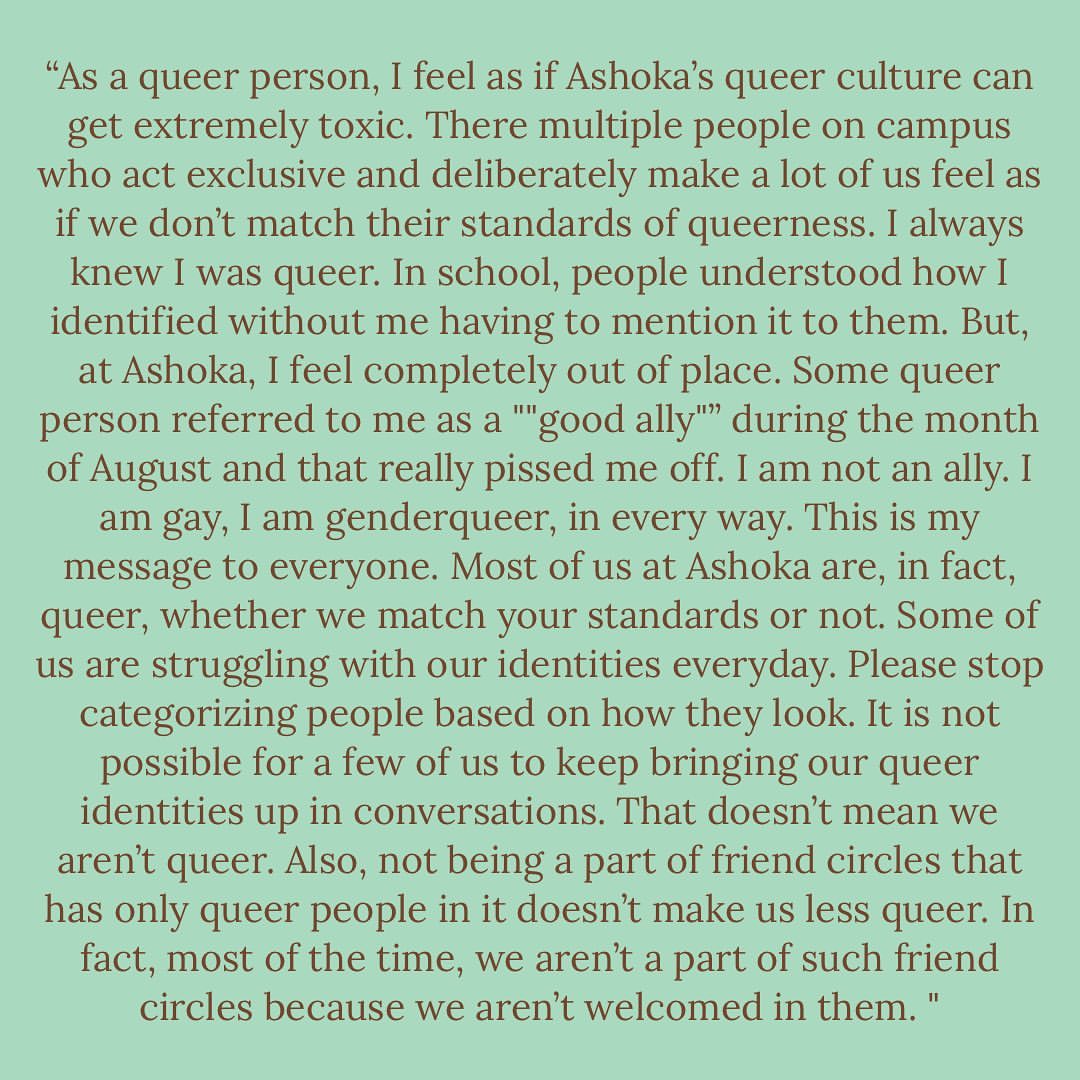 “As a queer person, I feel as if Ashoka’s queer culture can
get extremely toxic. There multiple people on campus
who act exclusive and deliberately make a lot of us feel as
if we don’t match their standards of queerness. I always
knew I was queer. In school, people understood how I
identified without me having to mention it to them. But,
at Ashoka, I feel completely out of place. Some queer
person referred to me as a ""good ally"” during the month
of August and that really pissed me off. I am not an ally. I
am gay, I am genderqueer, in every way. This is my
message to everyone. Most of us at Ashoka are, in fact,
queer, whether we match your standards or not. Some of
us are struggling with our identities everyday. Please stop
categorizing people based on how they look. It is not
possible for a few of us to keep bringing our queer
identities up in conversations. That doesn’t mean we
aren’t queer. Also, not being a part of friend circles that
has only queer people in it doesn’t make us less queer. In
fact, most of the time, we aren’t a part of such friend
circles because we aren’t welcomed in them. "